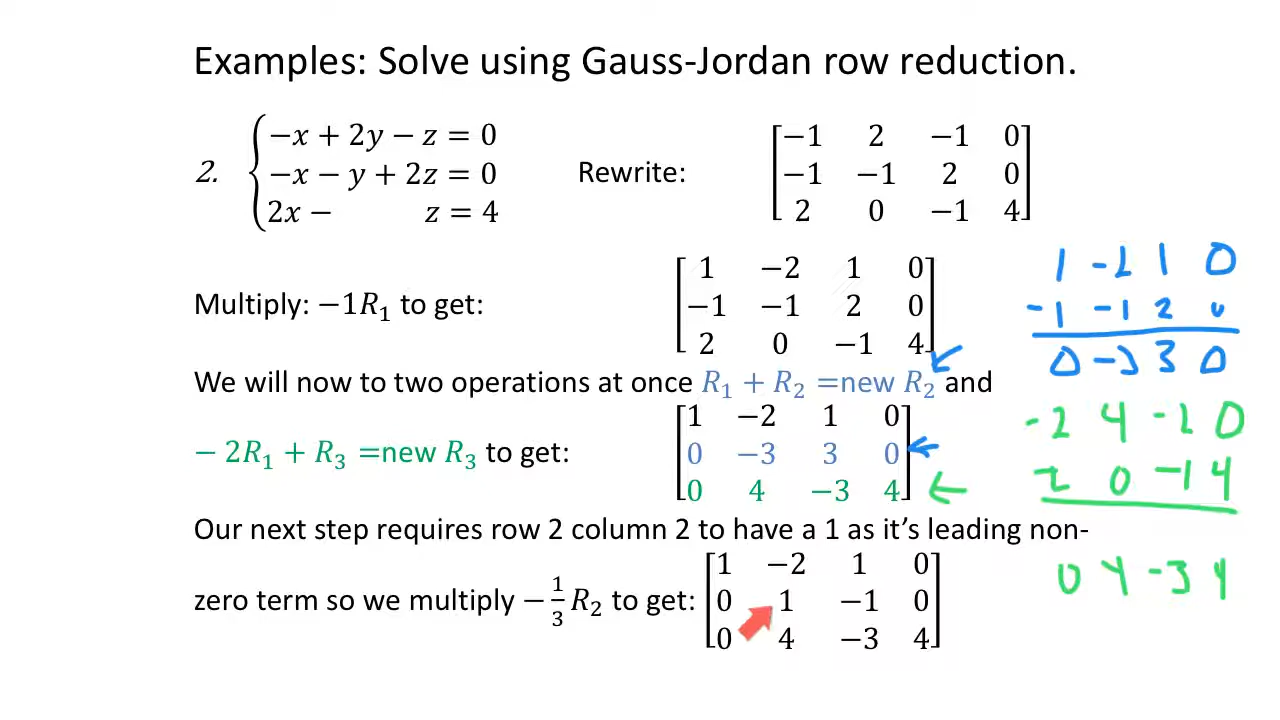 Examples: Solve using Gauss-Jordan row reduction.
2. { −x + 2y − z = 0
−x − y + 2z = 0
2x − z = 4
Rewrite:
[ −1 2 −1 0
−1 −1 2 0
2 0 −1 4 ]
Multiply: −1R₁ to get:
[ 1 −2 1 0
−1 −1 2 0
2 0 −1 4 ]
We will now to two operations at once R₁ + R₂ =new R₂ and
− 2R₁ + R₃ =new R₃ to get:
[ 1 −2 1 0
0 −3 3 0
0 4 −3 4 ]
Our next step requires row 2 column 2 to have a 1 as it’s leading non-
zero term so we multiply −1/3 R₂ to get:
[ 1 −2 1 0
0 1 −1 0
0 4 −3 4 ]
1 -2 1 0
-1 -1 2 0
0 -3 3 0
-2 4 -2 0
2 0 -1 4
0 4 -3 4